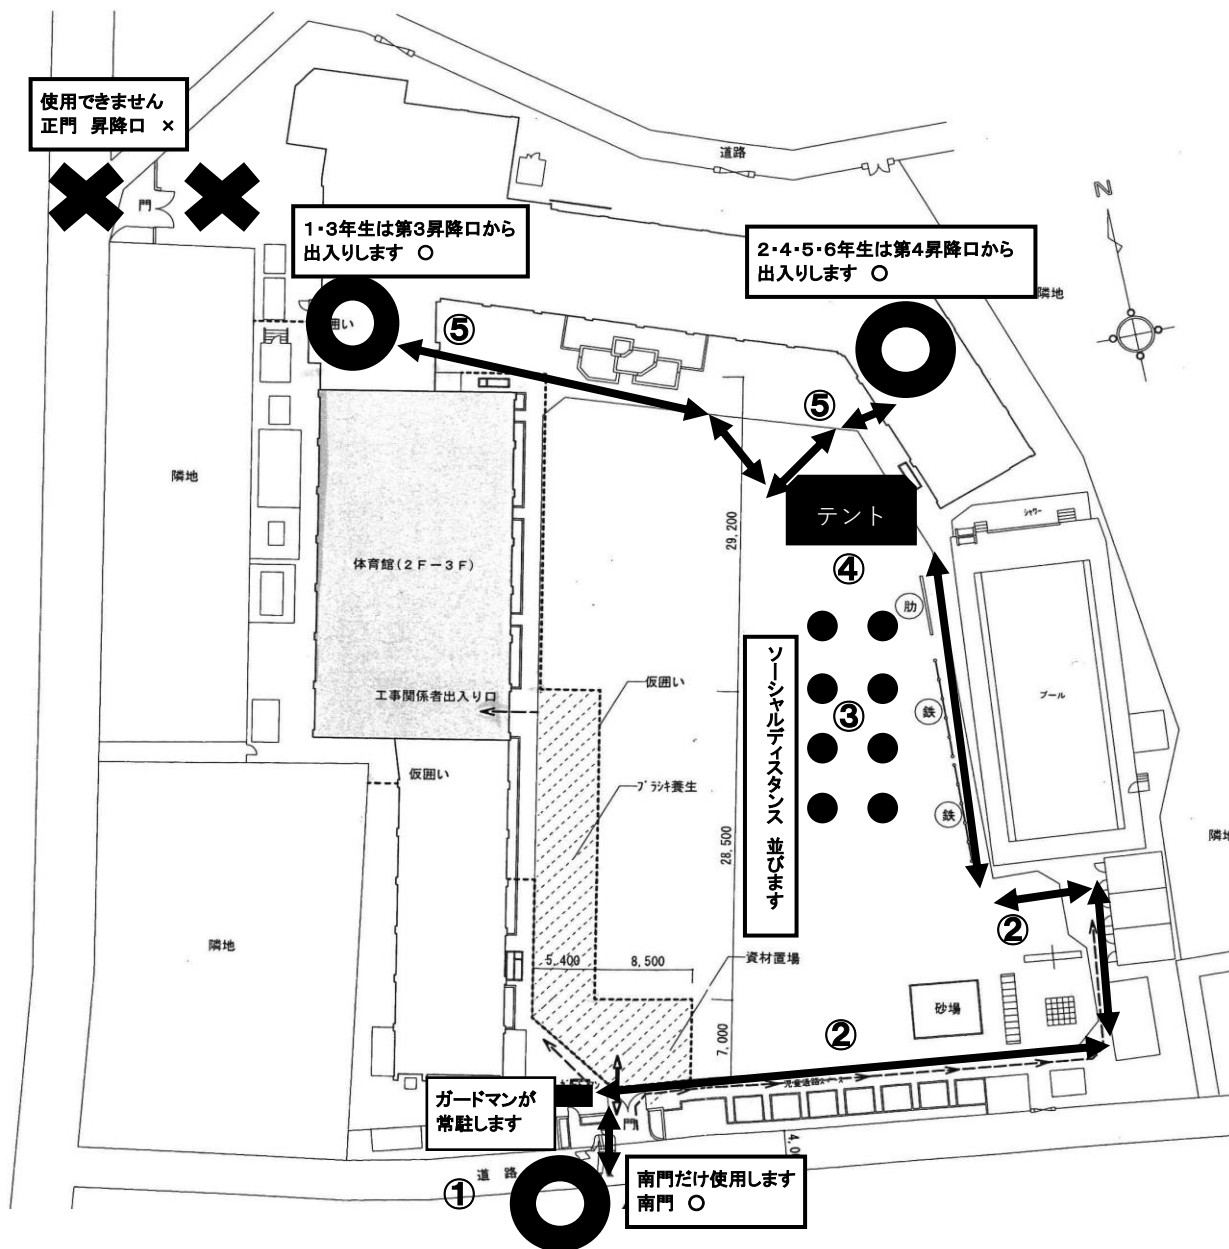 使用できません
正門 昇降口 ×
門
道路
N
1・3年生は第3昇降口から
出入りします ○
2・4・5・6年生は第4昇降口から
出入りします ○
隣地
囲い
⑤
⑤
隣地
テント
29,200
シャワー
体育館(2F-3F)
④
肋
ソーシャルディスタンス 並びます
仮囲い
プール
工事関係者出入り口
③
鉄
仮囲い
ブラシキ養生
鉄
28,500
隣地
②
隣地
5,400
8,500
資材置場
砂場
7,000
②
児童通路
ガードマンが
常駐します
門
道路
①
南門だけ使用します
南門 ○